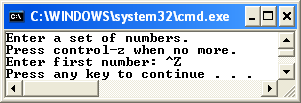 C:\WINDOWS\system32\cmd.exe
Enter a set of numbers.
Press control-z when no more.
Enter first number: ^Z
Press any key to continue . . .